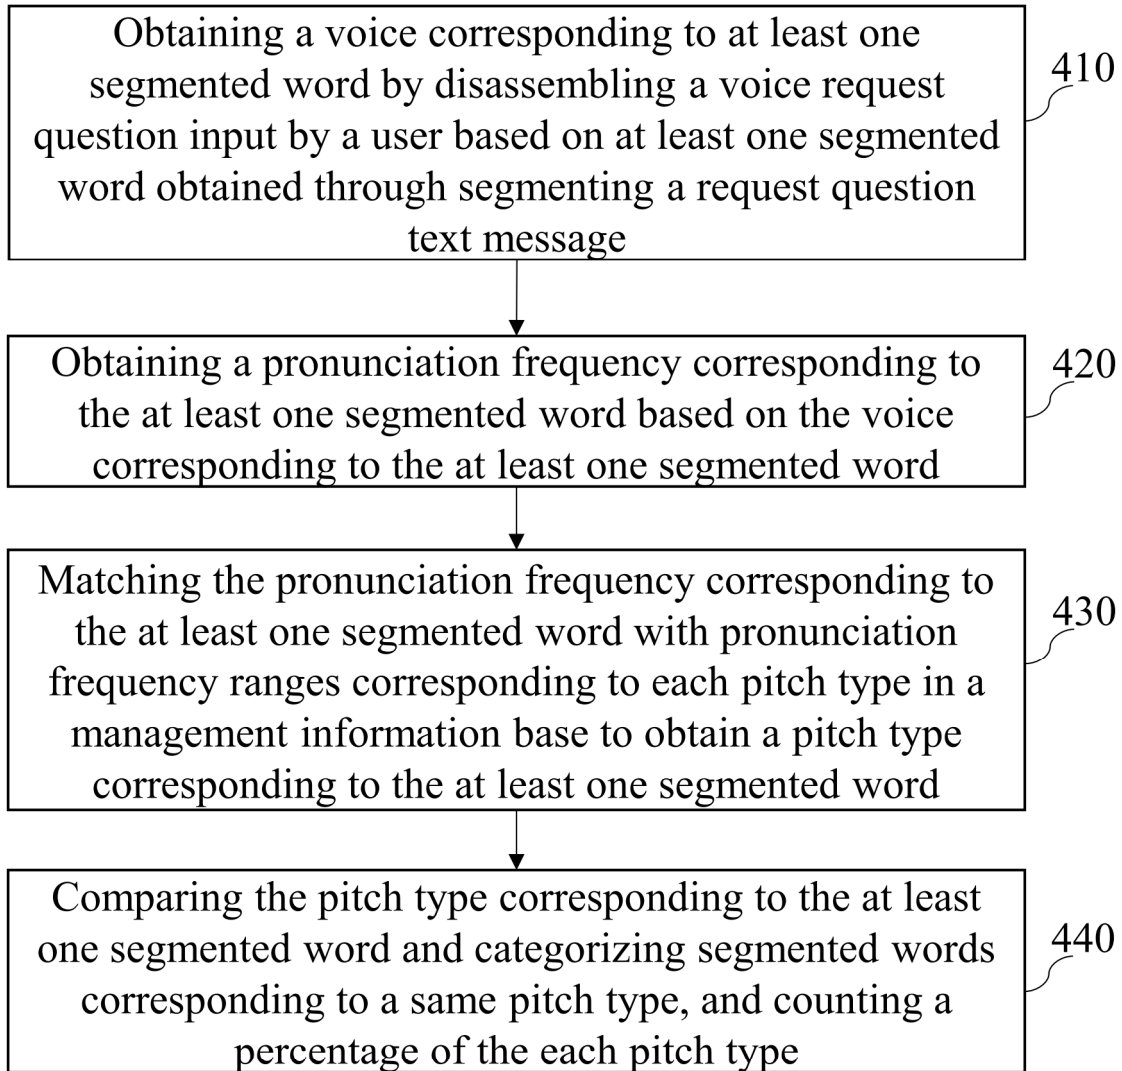 Obtaining a voice corresponding to at least one
segmented word by disassembling a voice request
question input by a user based on at least one segmented
word obtained through segmenting a request question
text message
410
Obtaining a pronunciation frequency corresponding to
the at least one segmented word based on the voice
corresponding to the at least one segmented word
420
Matching the pronunciation frequency corresponding to
the at least one segmented word with pronunciation
frequency ranges corresponding to each pitch type in a
management information base to obtain a pitch type
corresponding to the at least one segmented word
430
Comparing the pitch type corresponding to the at least
one segmented word and categorizing segmented words
corresponding to a same pitch type, and counting a
percentage of the each pitch type
440